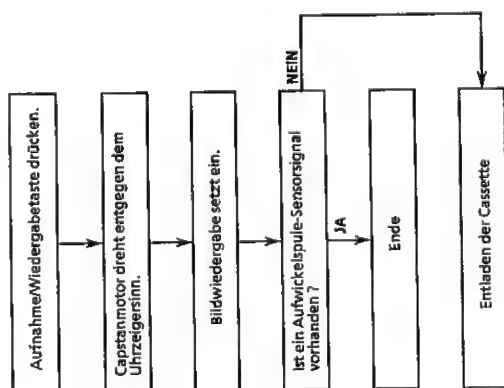 Aufnahme/Wiedergabetaste drücken.
Capstanmotor dreht entgegen dem
Uhrzeigersinn.
Bildwiedergabe setzt ein.
Ist ein Aufwickelspule-Sensorsignal
vorhanden ?
NEIN
JA
Ende
Entladen der Cassette